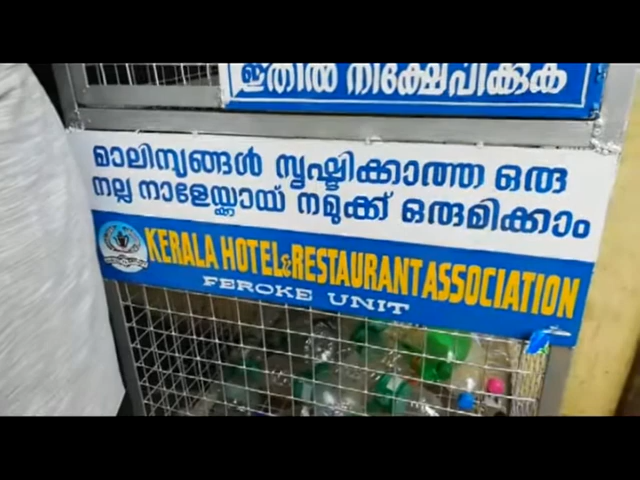 ഇതിൽ നിക്ഷേപിക്കുക
മാലിന്യങ്ങൾ സൃഷ്ടിക്കാത്ത ഒരു
നല്ല നാളേയ്ക്കായ് നമുക്ക് ഒരുമിക്കാം
KERALA HOTEL & RESTAURANT ASSOCIATION
FEROKE UNIT